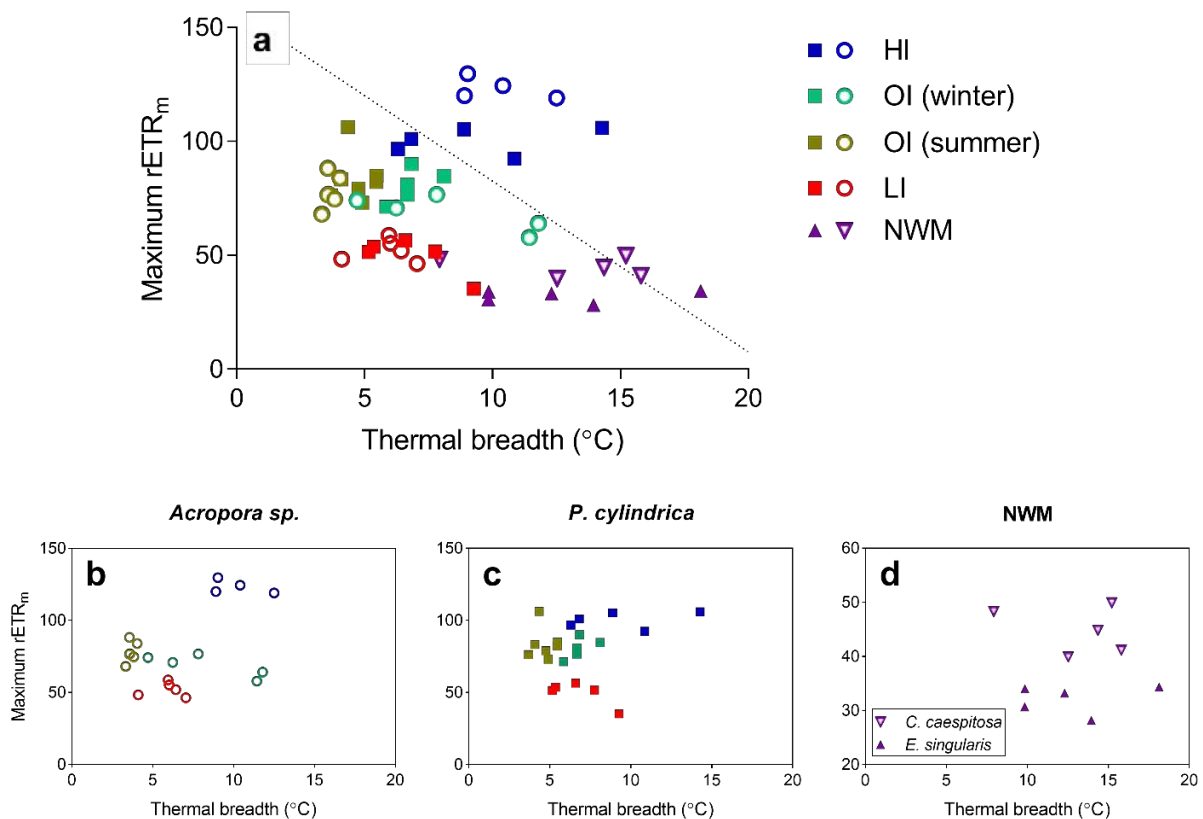 a
150
100
50
0
Maximum rETRm
0 5 10 15 20
Thermal breadth (°C)
HI
OI (winter)
OI (summer)
LI
NWM
Acropora sp.
b
150
100
50
0
Maximum rETRm
0 5 10 15 20
Thermal breadth (°C)
P. cylindrica
c
150
100
50
0
0 5 10 15 20
Thermal breadth (°C)
NWM
d
60
50
40
30
20
C. caespitosa
E. singularis
0 5 10 15 20
Thermal breadth (°C)